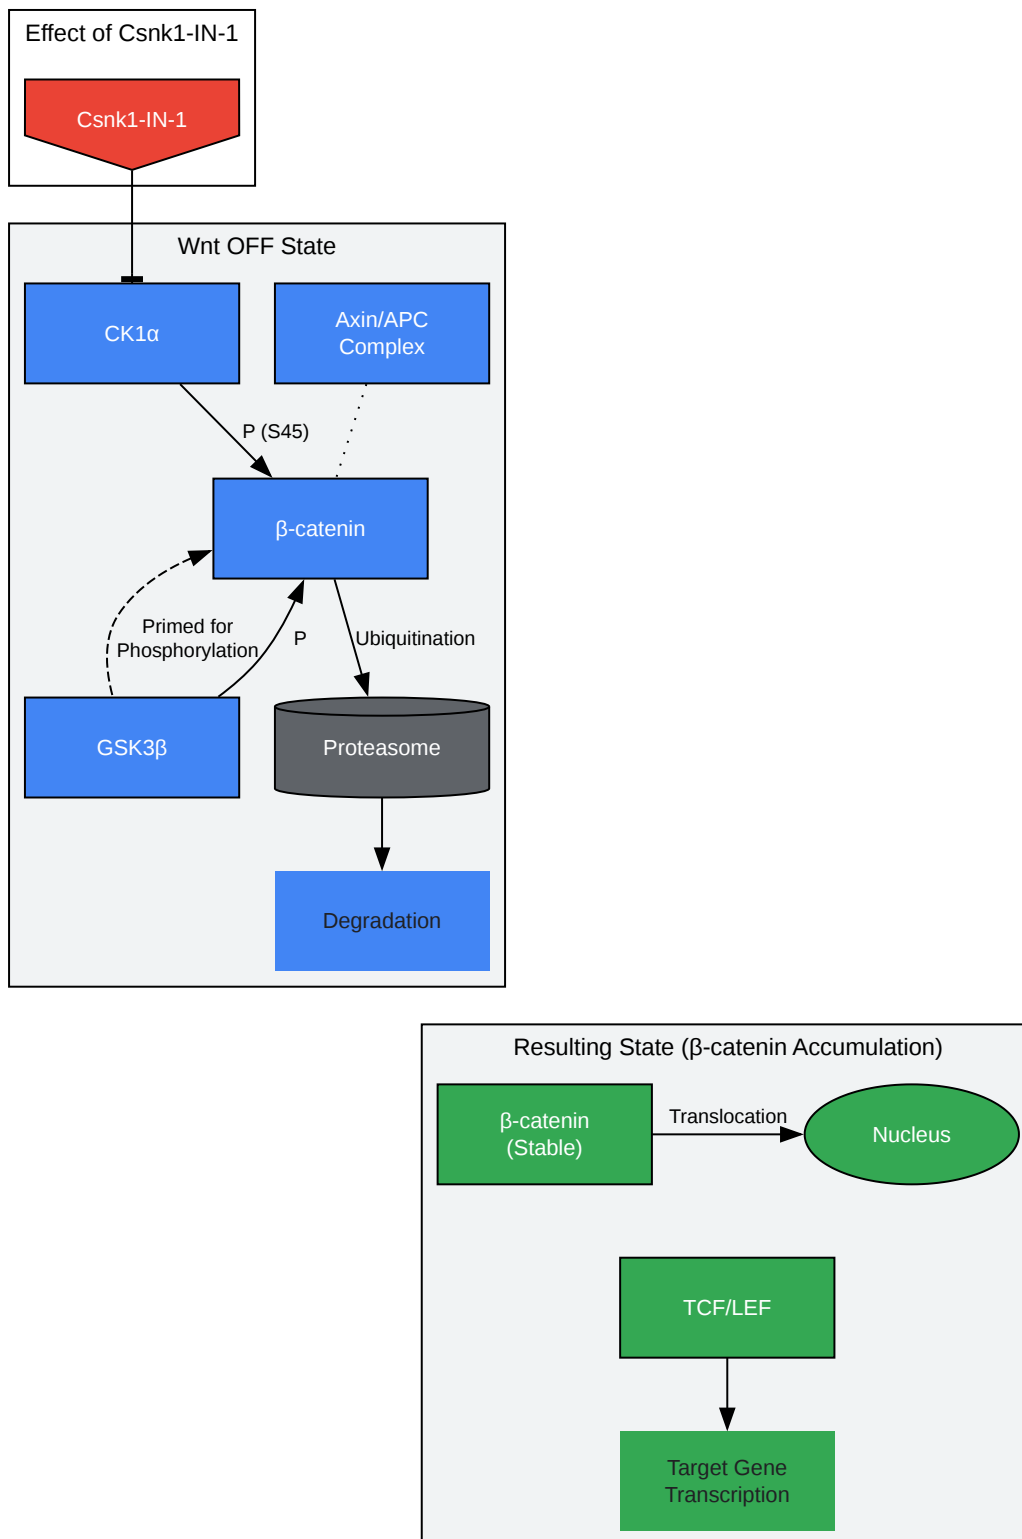 Effect of Csnk1-IN-1
Csnk1-IN-1
Wnt OFF State
CK1α
Axin/APC
Complex
P (S45)
β-catenin
Primed for
Phosphorylation
P
Ubiquitination
GSK3β
Proteasome
Degradation
Resulting State (β-catenin Accumulation)
β-catenin
(Stable)
Translocation
Nucleus
TCF/LEF
Target Gene
Transcription